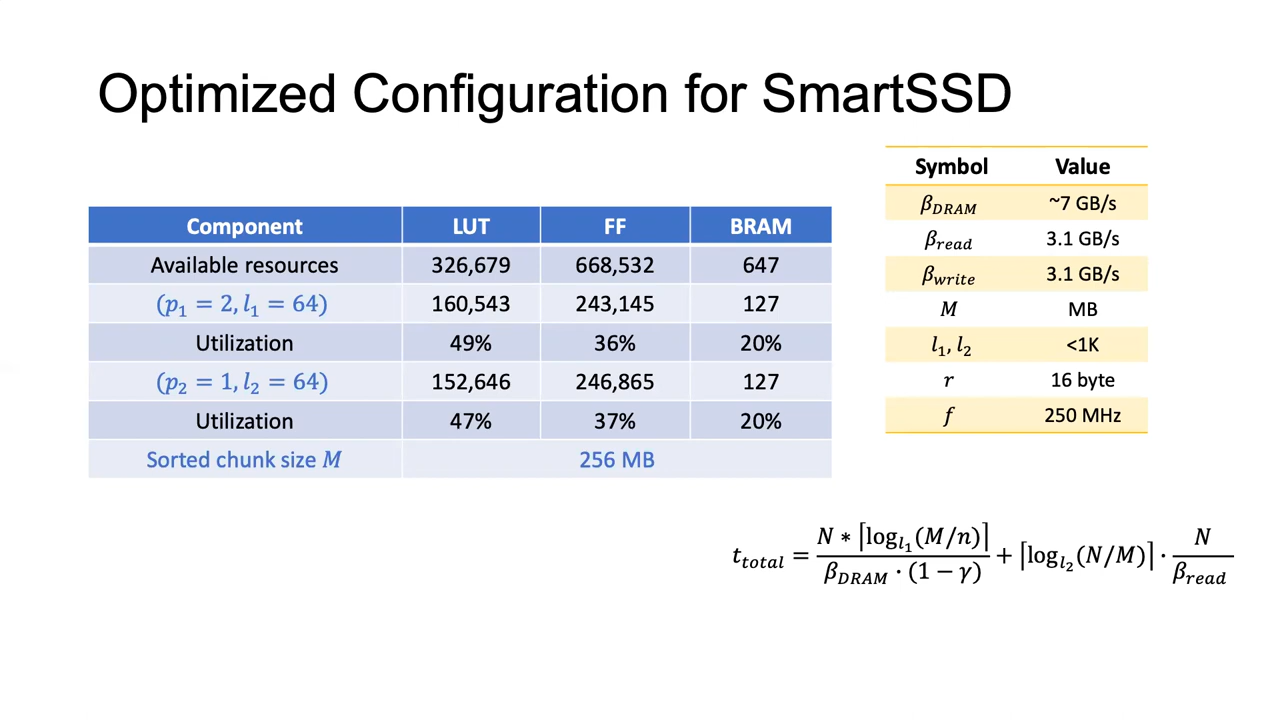 Optimized Configuration for SmartSSD
Component LUT FF BRAM
Available resources 326,679 668,532 647
(p₁ = 2, l₁ = 64) 160,543 243,145 127
Utilization 49% 36% 20%
(p₂ = 1, l₂ = 64) 152,646 246,865 127
Utilization 47% 37% 20%
Sorted chunk size M 256 MB
Symbol Value
β_DRAM ~7 GB/s
β_read 3.1 GB/s
β_write 3.1 GB/s
M MB
l₁, l₂ <1K
r 16 byte
f 250 MHz
t_total = N * ⌈log_l₁(M/n)⌉ / β_DRAM · (1 − γ) + ⌈log_l₂(N/M)⌉ · N / β_read